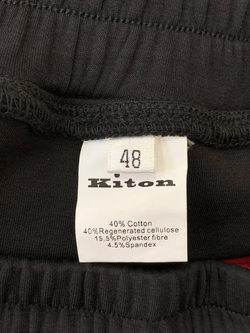 48
Kiton
40% Cotton
40%Regenerated cellulose
15.5%Polyester fibre
4.5%Spandex